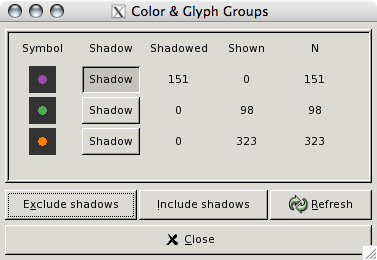 Color & Glyph Groups
Symbol Shadow Shadowed Shown N
Shadow 151 0 151
Shadow 0 98 98
Shadow 0 323 323
Exclude shadows Include shadows Refresh
Close